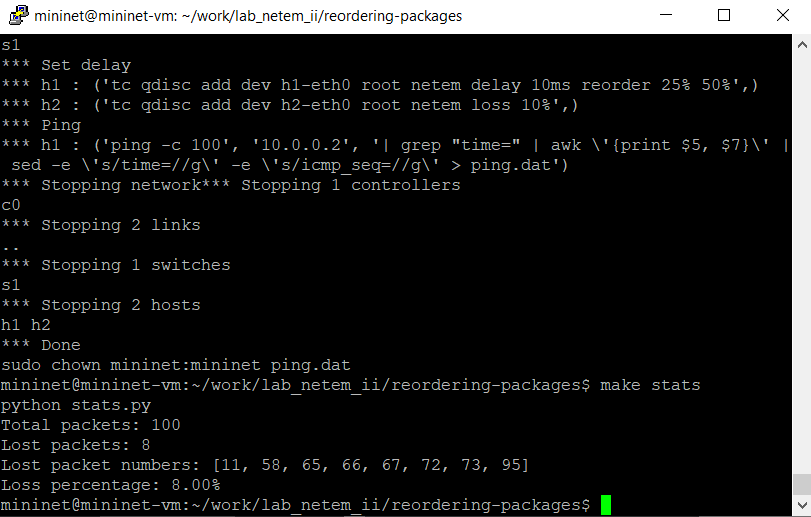 mininet@mininet-vm: ~/work/lab_netem_ii/reordering-packages
s1
*** Set delay
*** h1 : ('tc qdisc add dev h1-eth0 root netem delay 10ms reorder 25% 50%',)
*** h2 : ('tc qdisc add dev h2-eth0 root netem loss 10%',)
*** Ping
*** h1 : ('ping -c 100', '10.0.0.2', '| grep "time=" | awk \'{print $5, $7}\' |
 sed -e \'s/time=//g\' -e \'s/icmp_seq=//g\' > ping.dat')
*** Stopping network*** Stopping 1 controllers
c0
*** Stopping 2 links
..
*** Stopping 1 switches
s1
*** Stopping 2 hosts
h1 h2
*** Done
sudo chown mininet:mininet ping.dat
mininet@mininet-vm:~/work/lab_netem_ii/reordering-packages$ make stats
python stats.py
Total packets: 100
Lost packets: 8
Lost packet numbers: [11, 58, 65, 66, 67, 72, 73, 95]
Loss percentage: 8.00%
mininet@mininet-vm:~/work/lab_netem_ii/reordering-packages$